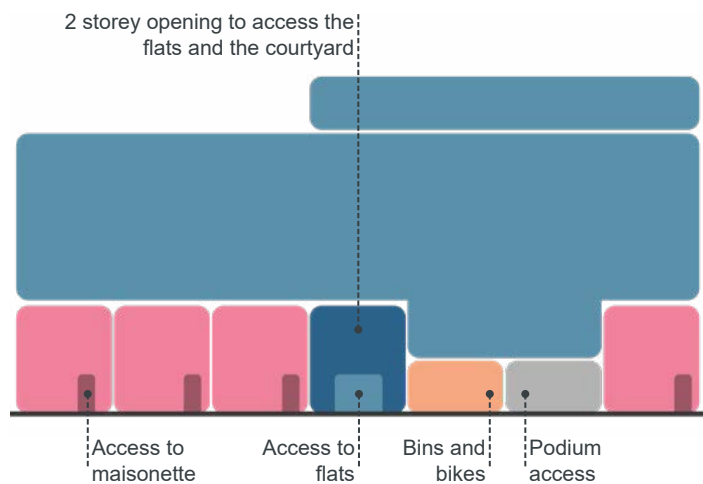 2 storey opening to access the
flats and the courtyard
Access to
maisonette
Access to
flats
Bins and
bikes
Podium
access